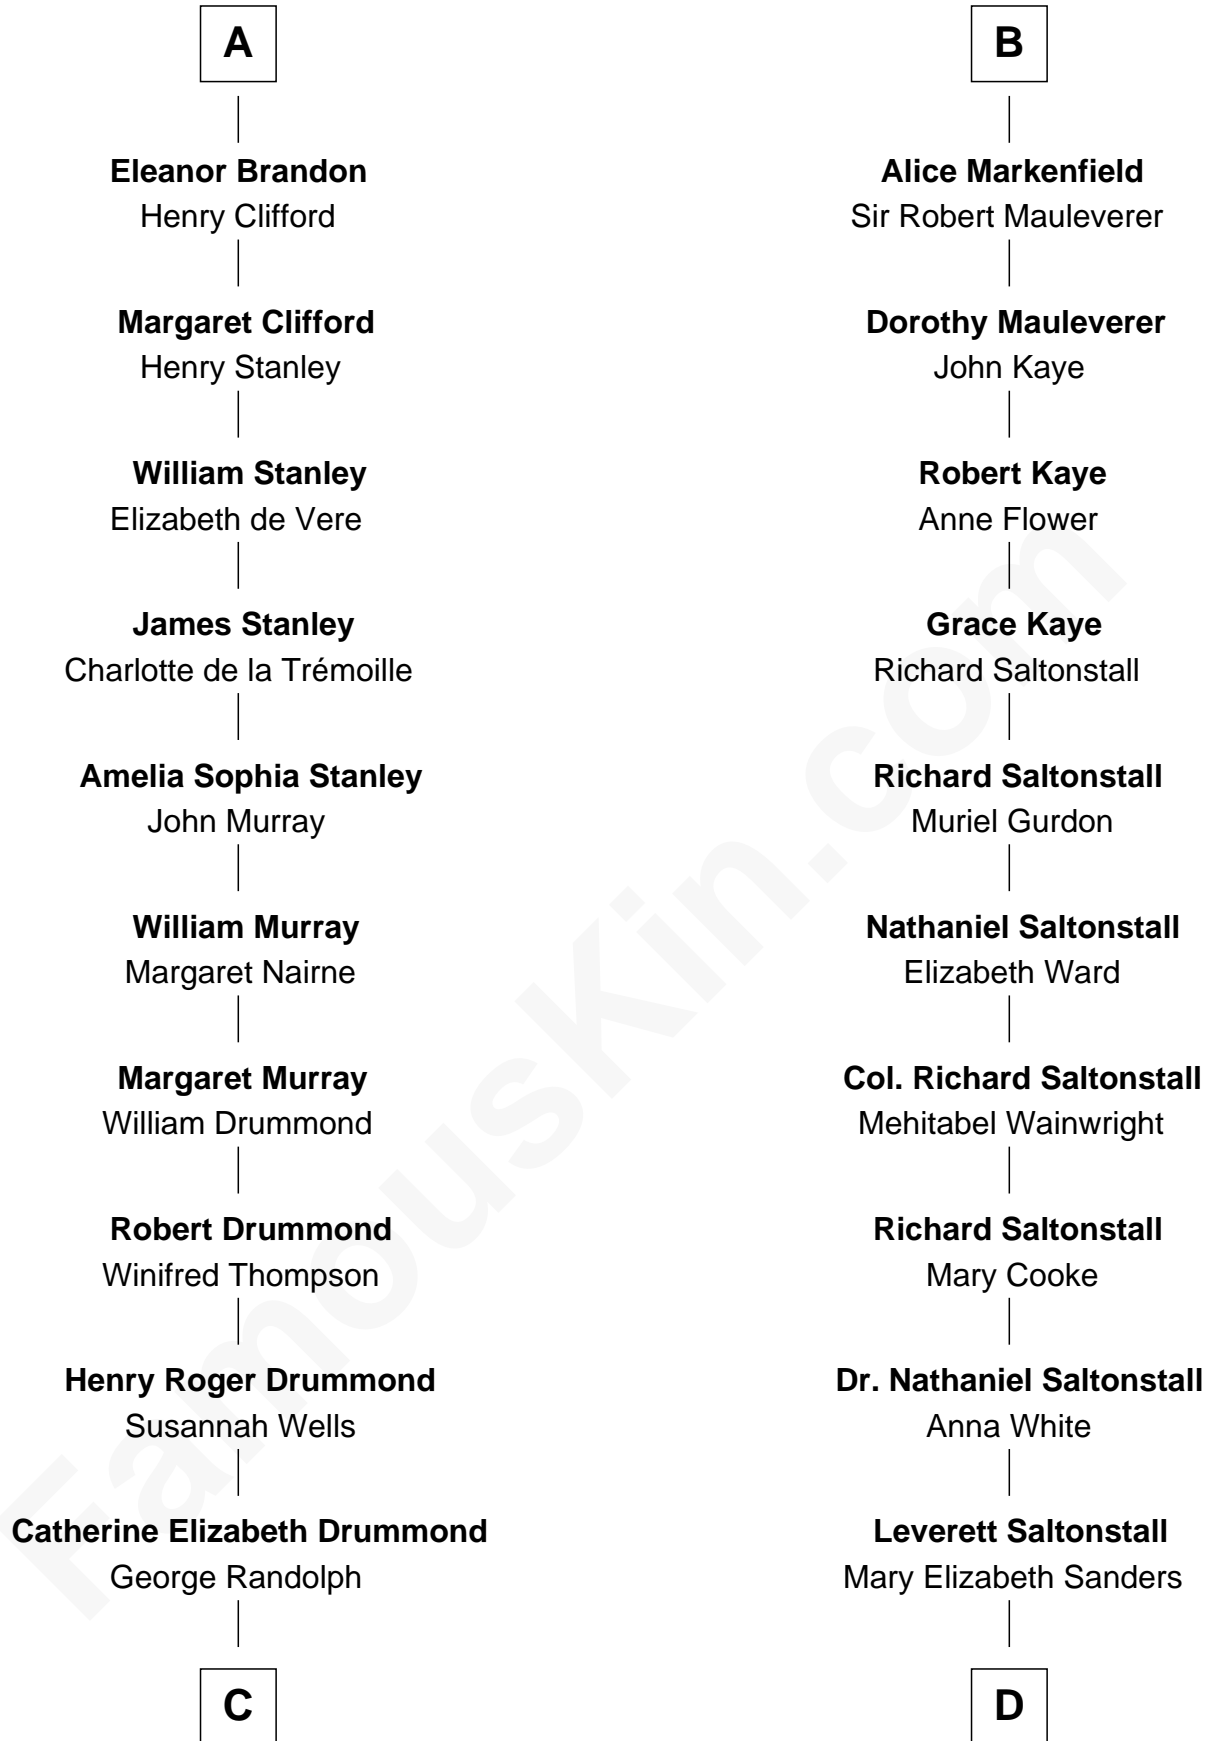 A
Eleanor Brandon
Henry Clifford
Margaret Clifford
Henry Stanley
William Stanley
Elizabeth de Vere
James Stanley
Charlotte de la Trémoille
Amelia Sophia Stanley
John Murray
William Murray
Margaret Nairne
Margaret Murray
William Drummond
Robert Drummond
Winifred Thompson
Henry Roger Drummond
Susannah Wells
Catherine Elizabeth Drummond
George Randolph
C
B
Alice Markenfield
Sir Robert Mauleverer
Dorothy Mauleverer
John Kaye
Robert Kaye
Anne Flower
Grace Kaye
Richard Saltonstall
Richard Saltonstall
Muriel Gurdon
Nathaniel Saltonstall
Elizabeth Ward
Col. Richard Saltonstall
Mehitabel Wainwright
Richard Saltonstall
Mary Cooke
Dr. Nathaniel Saltonstall
Anna White
Leverett Saltonstall
Mary Elizabeth Sanders
D
FamousKin.com